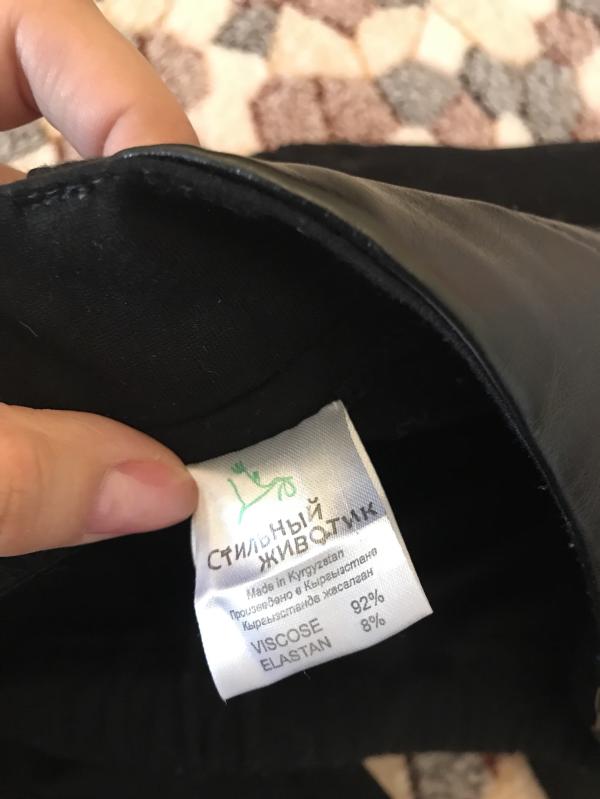 СТИЛЬНЫЙ
ЖИВОТИК
Made in Kyrgyzstan
Произведено в Кыргызстане
Кыргызстанда жасалган
VISCOSE 92%
ELASTAN 8%